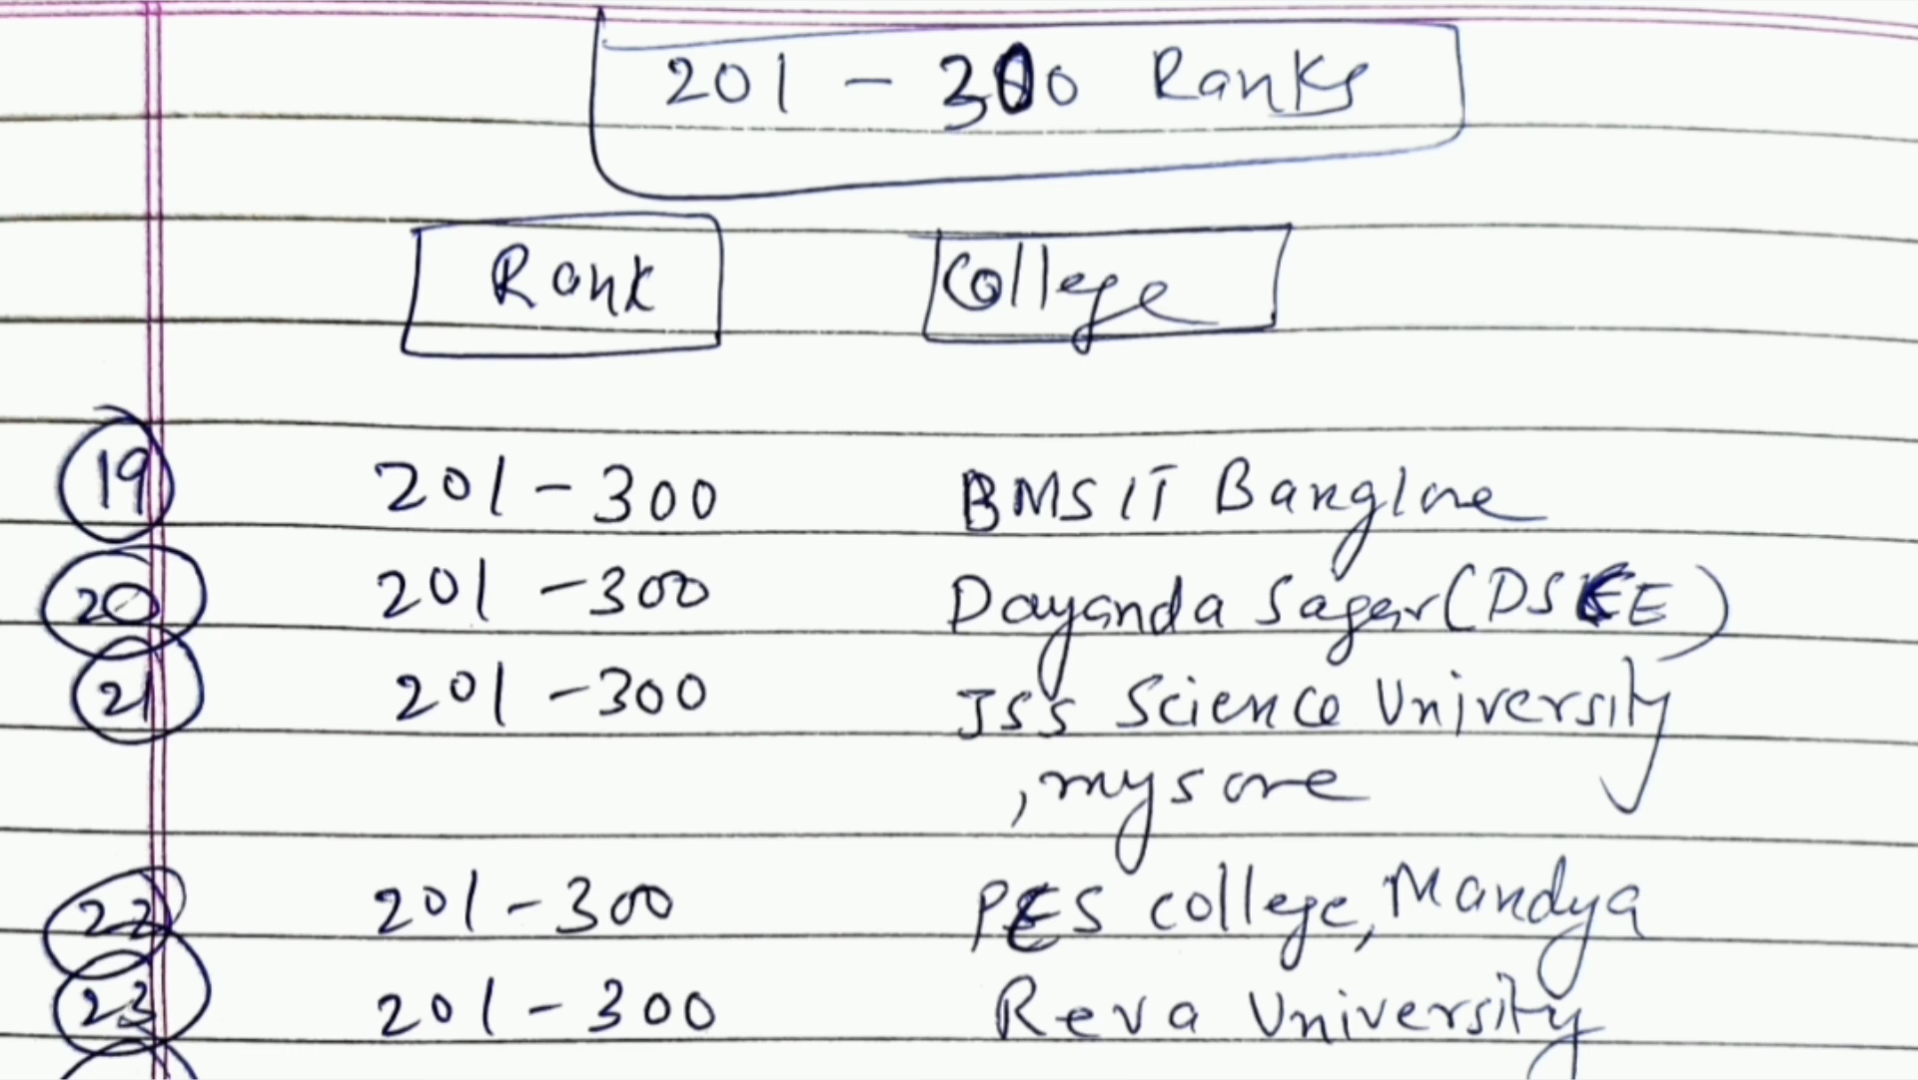 201 - 300 Ranks
Rank College
19 201-300 BMSIT Banglore
20 201-300 Dayanda Sagar (DSCE)
21 201-300 JSS Science University
, mysore
22 201-300 PES college, Mandya
23 201-300 Reva University